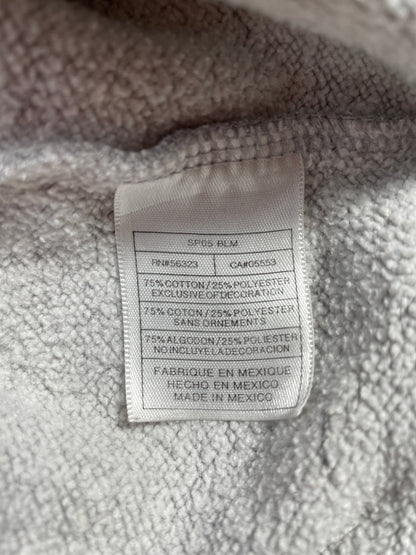 SP05 BLM
RN#56323 CA#05553
75% COTTON / 25% POLYESTER
EXCLUSIVE OF DECORATION
75% COTON / 25% POLYESTER
SANS ORNEMENTS
75% ALGODON / 25% POLIESTER
NO INCLUYE LA DECORACION
FABRIQUE EN MEXIQUE
HECHO EN MEXICO
MADE IN MEXICO